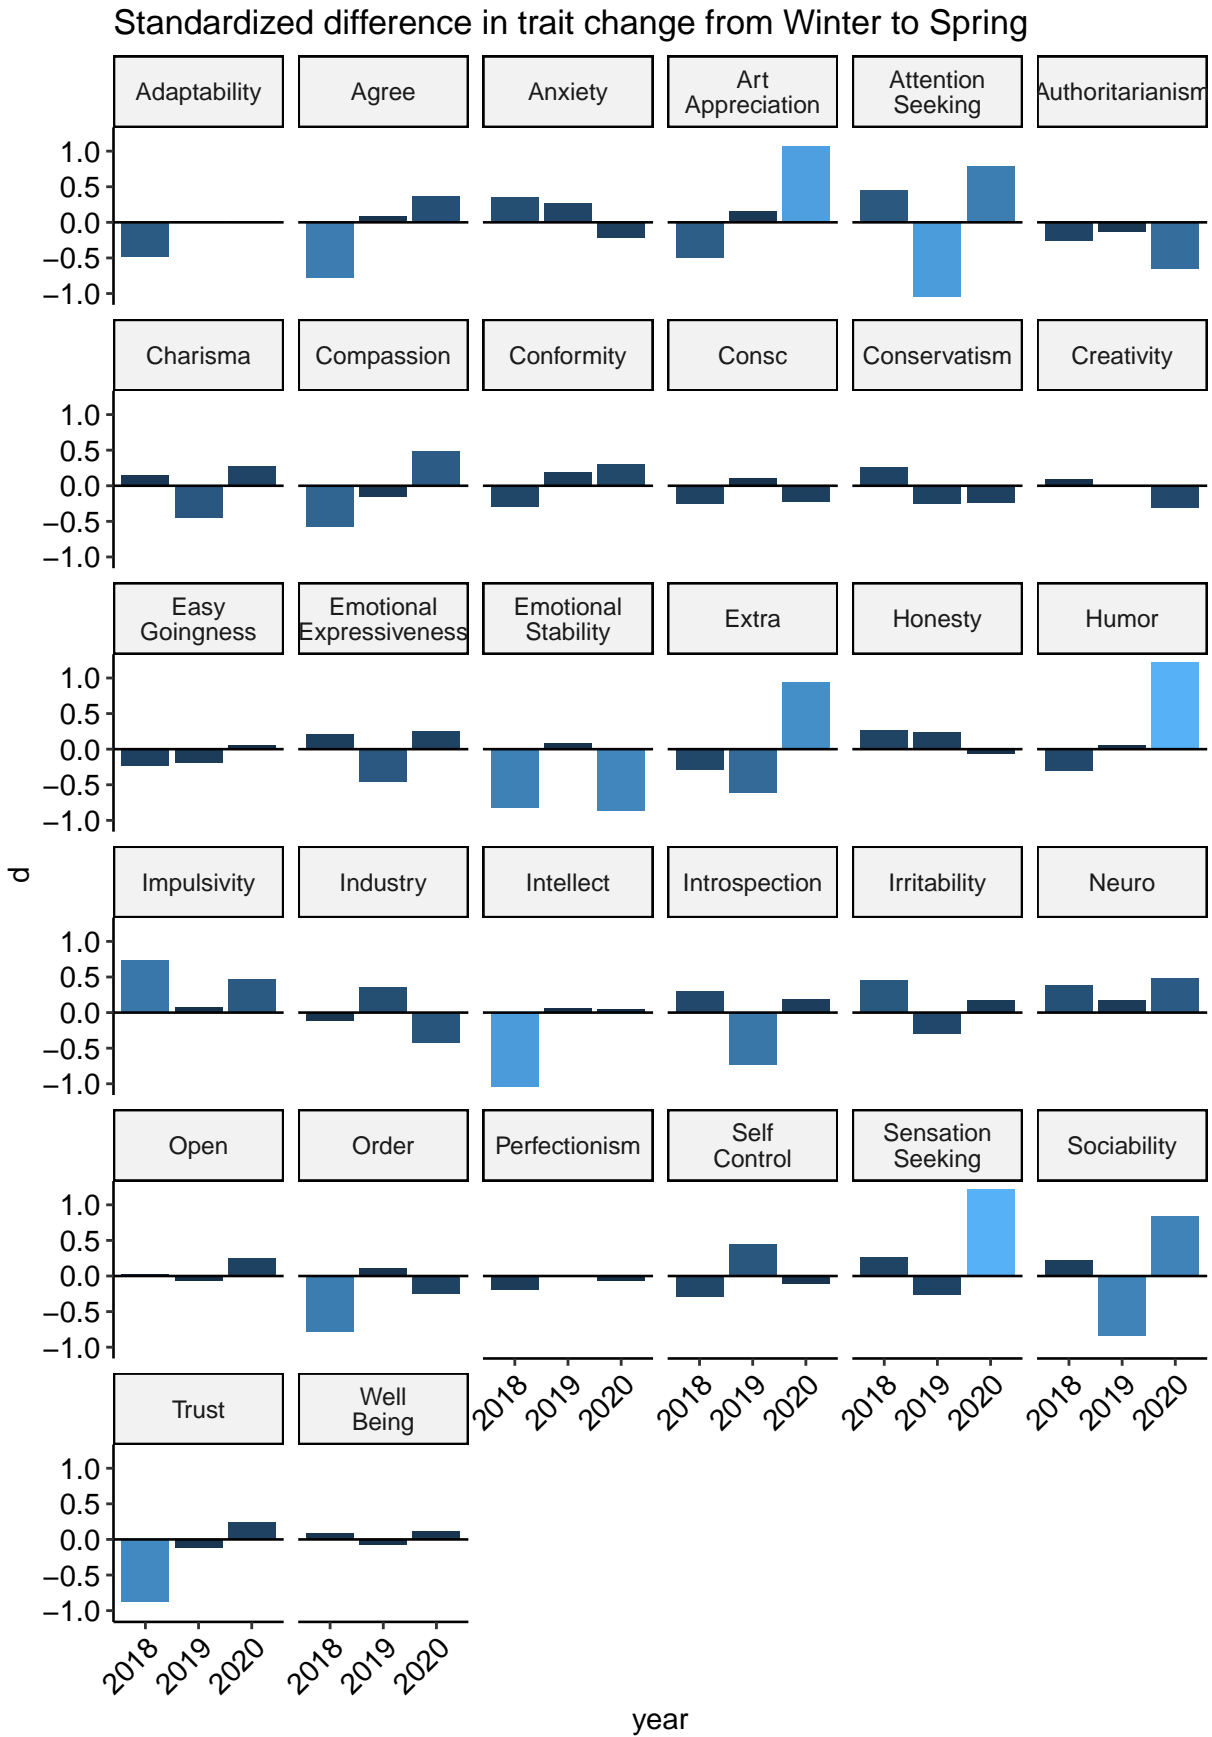 Standardized difference in trait change from Winter to Spring
Adaptability
Agree
Anxiety
Art
Appreciation
Attention
Seeking
Authoritarianism
1.0
0.5
0.0
−0.5
−1.0
Charisma
Compassion
Conformity
Consc
Conservatism
Creativity
1.0
0.5
0.0
−0.5
−1.0
Easy
Goingness
Emotional
Expressiveness
Emotional
Stability
Extra
Honesty
Humor
1.0
0.5
0.0
−0.5
−1.0
d
Impulsivity
Industry
Intellect
Introspection
Irritability
Neuro
1.0
0.5
0.0
−0.5
−1.0
Open
Order
Perfectionism
Self
Control
Sensation
Seeking
Sociability
1.0
0.5
0.0
−0.5
−1.0
2018
2019
2020
2018
2019
2020
2018
2019
2020
2018
2019
2020
Trust
Well
Being
1.0
0.5
0.0
−0.5
−1.0
2018
2019
2020
2018
2019
2020
year